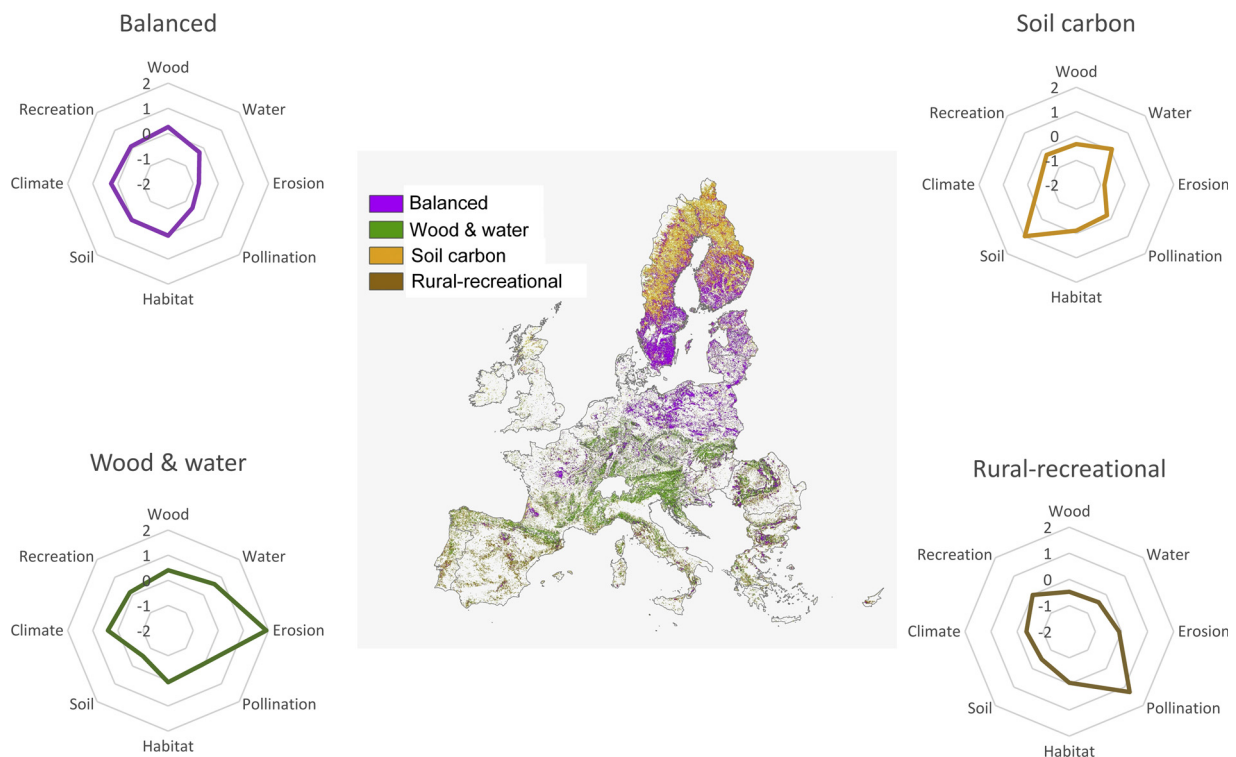 Balanced
Wood
2
1
0
-1
-2
Water
Erosion
Pollination
Habitat
Soil
Climate
Recreation
Soil carbon
Wood
2
1
0
-1
-2
Water
Erosion
Pollination
Habitat
Soil
Climate
Recreation
Balanced
Wood & water
Soil carbon
Rural-recreational
Wood & water
Wood
2
1
0
-1
-2
Water
Erosion
Pollination
Habitat
Soil
Climate
Recreation
Rural-recreational
Wood
2
1
0
-1
-2
Water
Erosion
Pollination
Habitat
Soil
Climate
Recreation